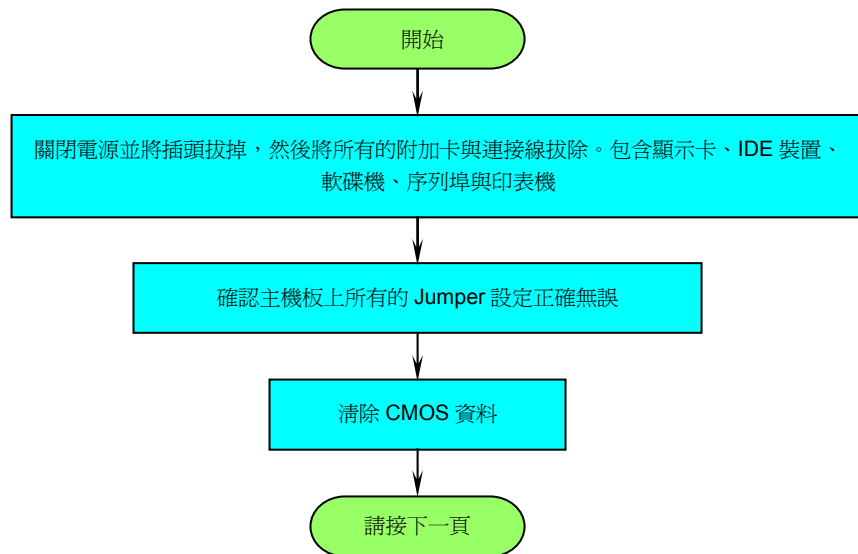 開始
關閉電源並將插頭拔掉，然後將所有的附加卡與連接線拔除。包含顯示卡、IDE 裝置、
軟碟機、序列埠與印表機
確認主機板上所有的 Jumper 設定正確無誤
清除 CMOS 資料
請接下一頁